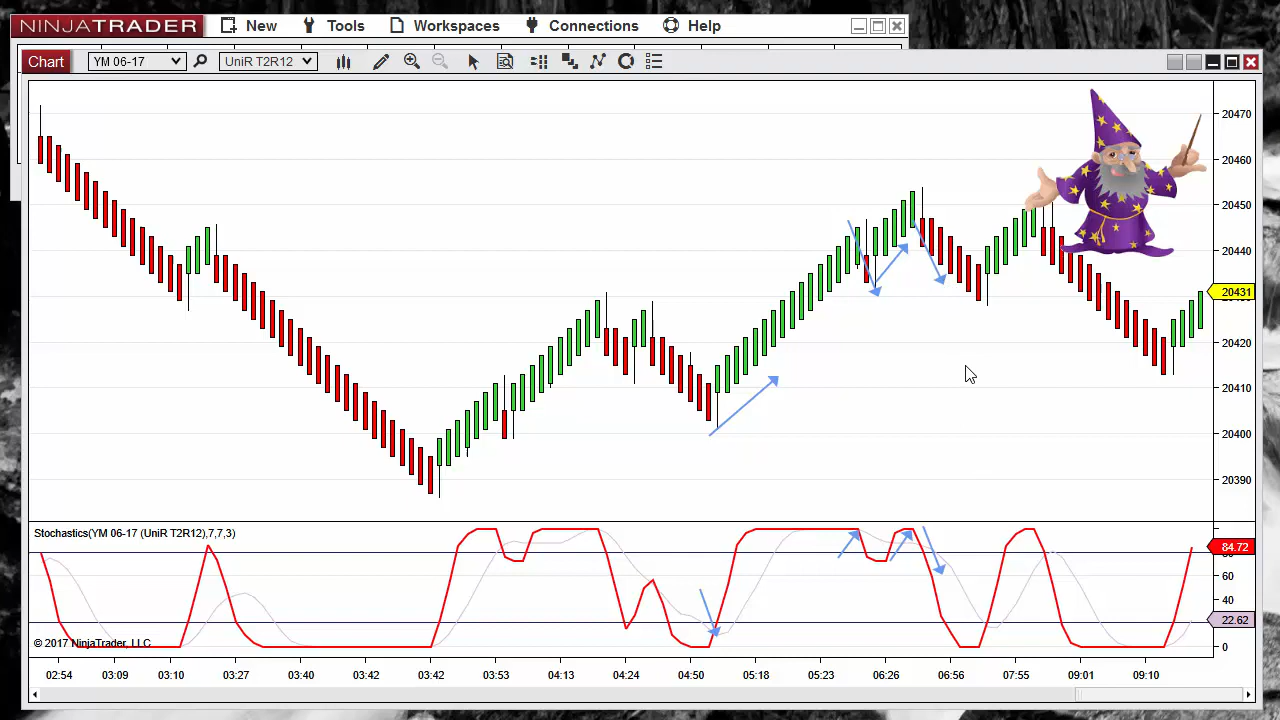 NINJATRADER New Tools Workspaces Connections Help
Chart YM 06-17 UniR T2R12
20470
20460
20450
20440
20431
20420
20410
20400
20390
Stochastics(YM 06-17 (UniR T2R12),7,7,3)
84.72
60
40
22.62
0
© 2017 NinjaTrader, LLC
02:54 03:09 03:10 03:27 03:40 03:42 03:42 03:53 04:13 04:24 04:50 05:18 05:23 06:26 06:56 07:55 09:01 09:10